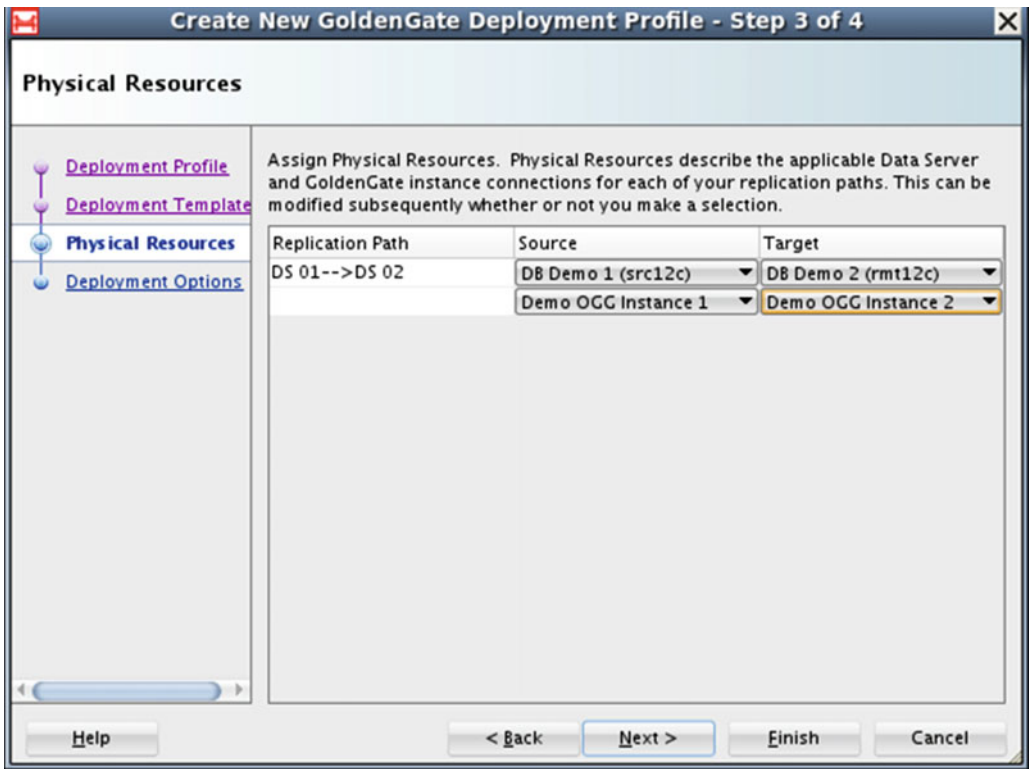 Create New GoldenGate Deployment Profile - Step 3 of 4
Physical Resources
Deployment Profile
Deployment Template
Physical Resources
Deployment Options
Assign Physical Resources. Physical Resources describe the applicable Data Server
and GoldenGate instance connections for each of your replication paths. This can be
modified subsequently whether or not you make a selection.
Replication Path Source Target
DS 01-->DS 02 DB Demo 1 (src12c) DB Demo 2 (rmt12c)
Demo OGG Instance 1 Demo OGG Instance 2
Help < Back Next > Finish Cancel